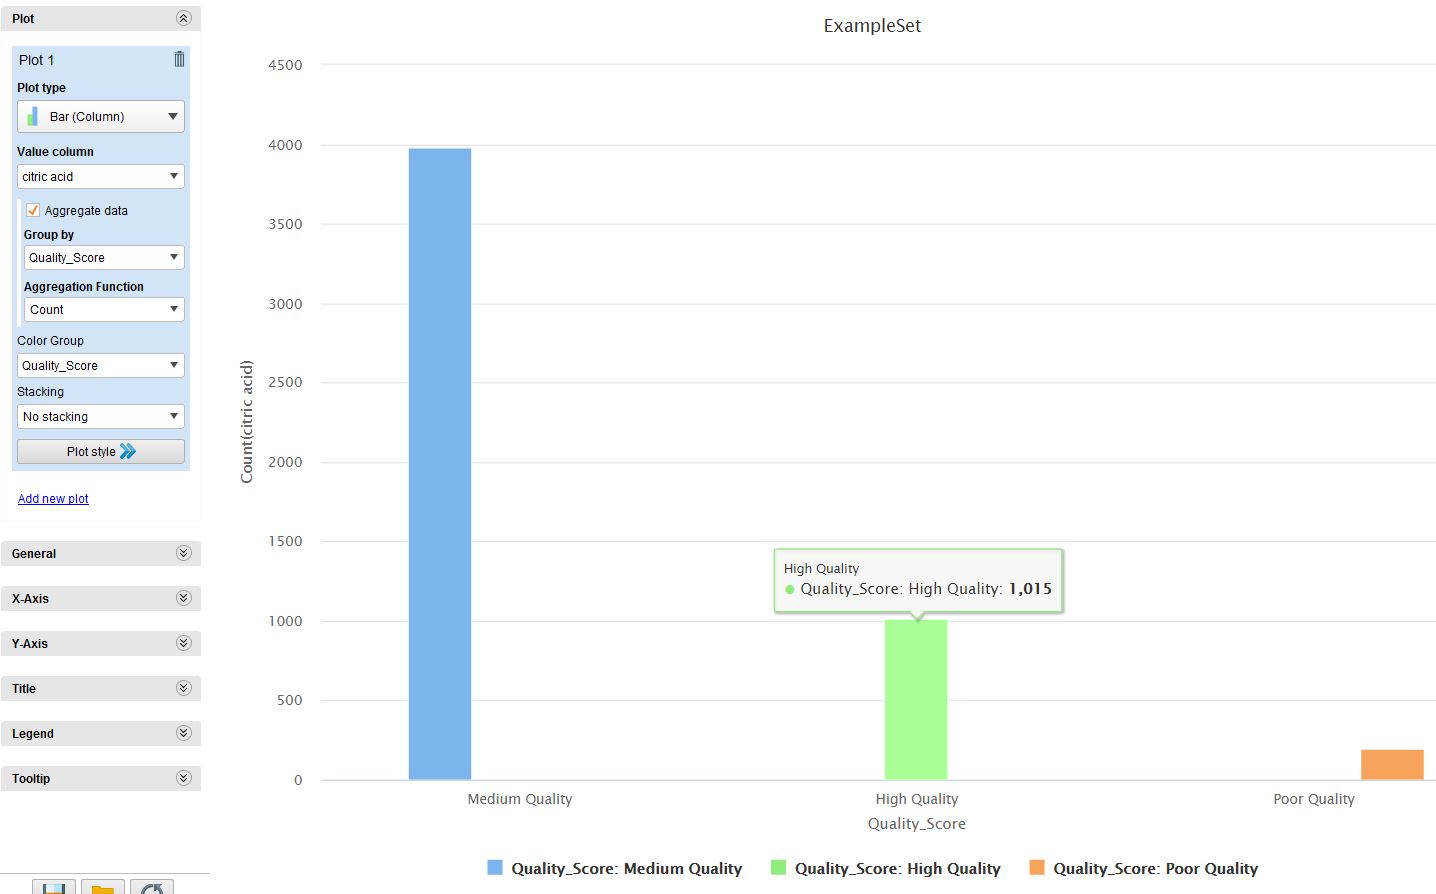 Plot
Plot 1
Plot type
Bar (Column)
Value column
citric acid
Aggregate data
Group by
Quality_Score
Aggregation Function
Count
Color Group
Quality_Score
Stacking
No stacking
Plot style
Add new plot
General
X-Axis
Y-Axis
Title
Legend
Tooltip
ExampleSet
4500
4000
3500
3000
2500
2000
1500
1000
500
0
Count(citric acid)
High Quality
Quality_Score: High Quality: 1,015
Medium Quality High Quality Poor Quality
Quality_Score
Quality_Score: Medium Quality Quality_Score: High Quality Quality_Score: Poor Quality